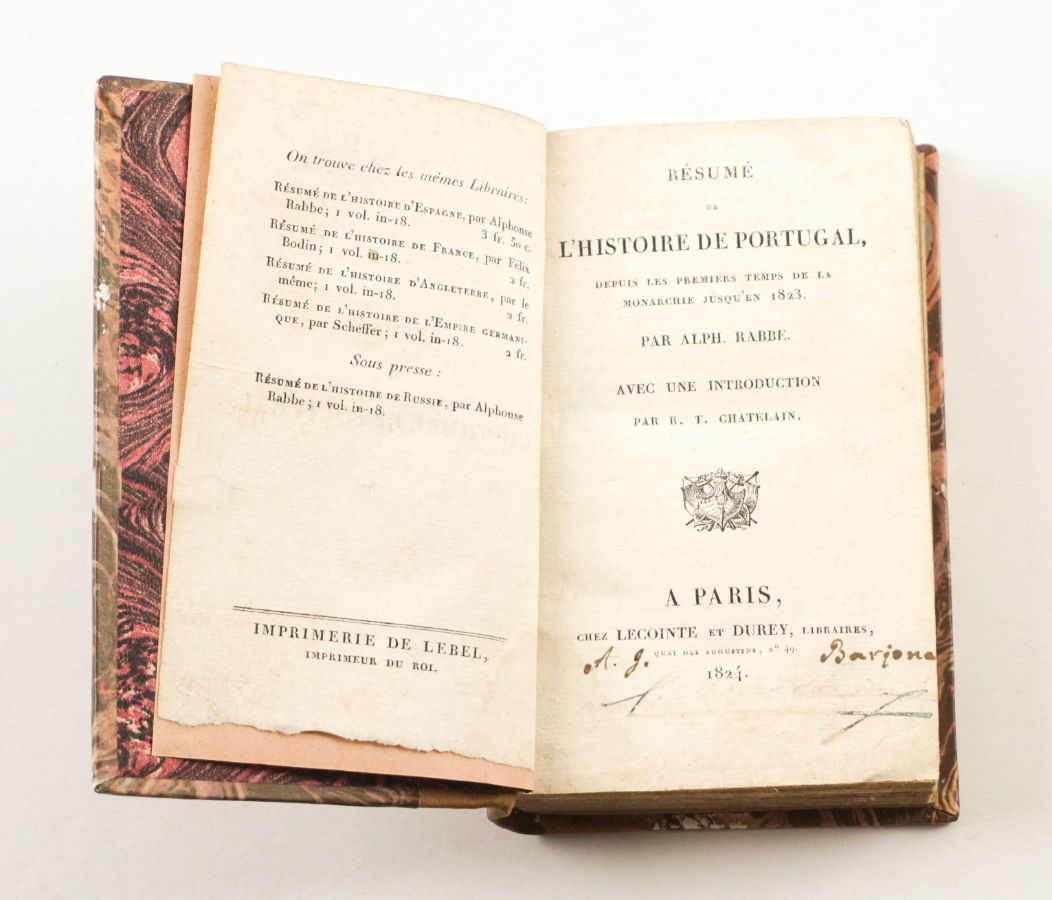 On trouve chez les mêmes Libraires:
RÉSUMÉ DE L'HISTOIRE D'ESPAGNE, par Alphonse
Rabbe; 1 vol. in-18. 3 fr. 50 c.
RÉSUMÉ DE L'HISTOIRE DE FRANCE, par Félix
Bodin; 1 vol. in-18. 2 fr.
RÉSUMÉ DE L'HISTOIRE D'ANGLETERRE, par le
même; 1 vol. in-18. 2 fr.
RÉSUMÉ DE L'HISTOIRE DE L'EMPIRE GERMANI-
QUE, par Scheffer; 1 vol. in-18. 2 fr.
Sous presse:
RÉSUMÉ DE L'HISTOIRE DE RUSSIE, par Alphonse
Rabbe; 1 vol. in-18.
IMPRIMERIE DE LEBEL,
IMPRIMEUR DU ROI.
RÉSUMÉ
DE
L'HISTOIRE DE PORTUGAL,
DEPUIS LES PREMIERS TEMPS DE LA
MONARCHIE JUSQU'EN 1823.
PAR ALPH. RABBE.
AVEC UNE INTRODUCTION
PAR R. T. CHATELAIN.
A PARIS,
CHEZ LECOINTE ET DUREY, LIBRAIRES,
QUAI DES AUGUSTINS, N° 49.
A. J. Barjona
1824.